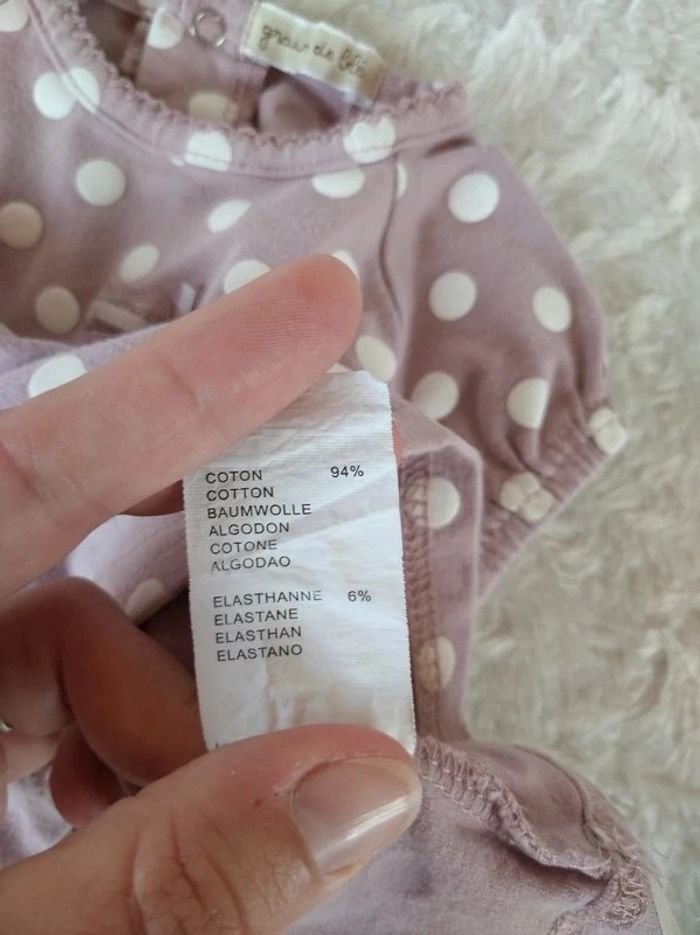 grain de blé
COTON 94%
COTTON
BAUMWOLLE
ALGODON
COTONE
ALGODAO
ELASTHANNE 6%
ELASTANE
ELASTHAN
ELASTANO